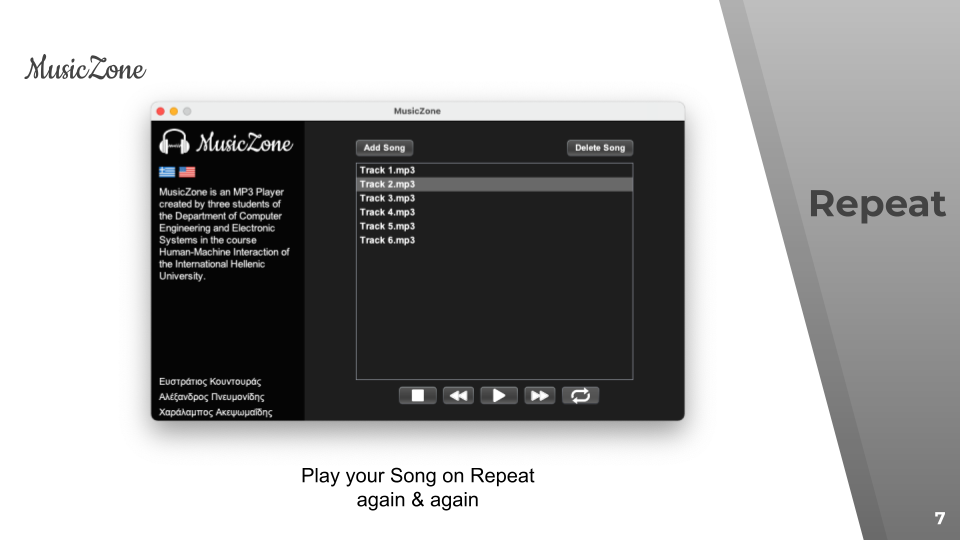 MusicZone
MusicZone
MusicZone
MusicZone is an MP3 Player
created by three students of
the Department of Computer
Engineering and Electronic
Systems in the course
Human-Machine Interaction of
the International Hellenic
University.
Ευστράτιος Κουντουράς
Αλέξανδρος Πνευμονίδης
Χαράλαμπος Ακεψωμαΐδης
Add Song
Delete Song
Track 1.mp3
Track 2.mp3
Track 3.mp3
Track 4.mp3
Track 5.mp3
Track 6.mp3
Play your Song on Repeat
again & again
Repeat
7